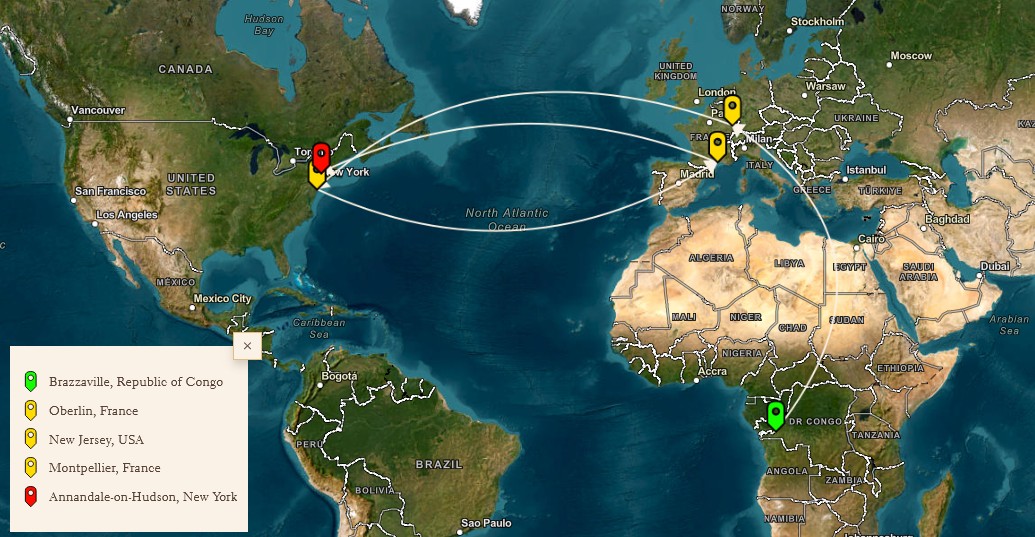 Hudson
Bay
NORWAY
Stockholm
Moscow
CANADA
UNITED
KINGDOM
London
Warsaw
Vancouver
UKRAINE
Milan
ITALY
New York
UNITED
STATES
Madrid
Istanbul
San Francisco
GREECE
TÜRKIYE
Los Angeles
North Atlantic
Ocean
Baghdad
Cairo
ALGERIA
LIBYA
EGYPT
SAUDI
ARABIA
Dubai
MÉXICO
Mexico City
MALI
NIGER
CHAD
SUDAN
Arabian
Sea
Caribbean
Sea
NIGERIA
ETHIOPIA
Bogotá
Accra
×
Brazzaville, Republic of Congo
Oberlin, France
New Jersey, USA
Montpellier, France
Annandale-on-Hudson, New York
DR CONGO
TANZANIA
PERU
BRAZIL
ANGOLA
ZAMBIA
BOLIVIA
NAMIBIA
Sao Paulo